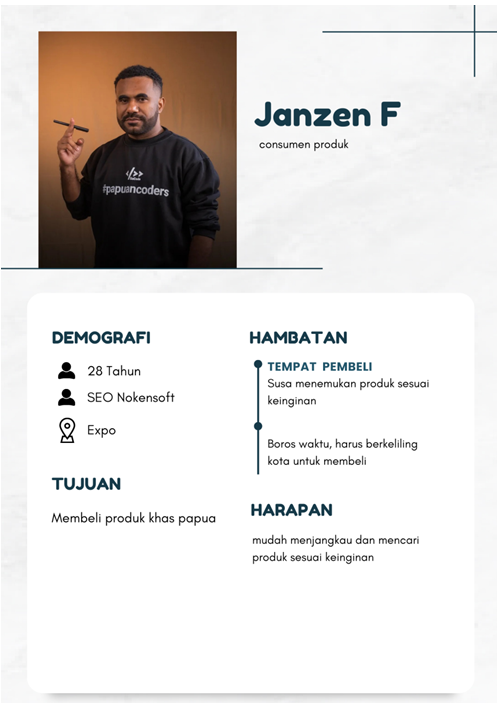 Janzen F
consumen produk
</>
#papuancoders
DEMOGRAFI
28 Tahun
SEO Nokensoft
Expo
TUJUAN
Membeli produk khas papua
HAMBATAN
TEMPAT PEMBELI
Susa menemukan produk sesuai
keinginan
Boros waktu, harus berkeliling
kota untuk membeli
HARAPAN
mudah menjangkau dan mencari
produk sesuai keinginan